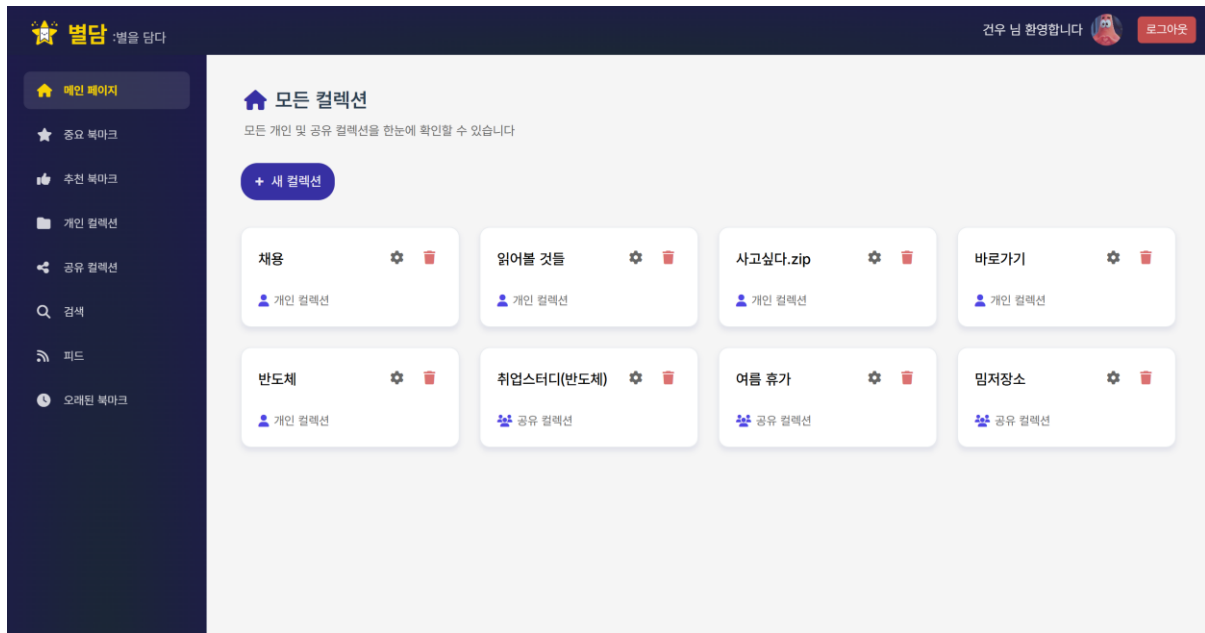 별담 :별을 담다
건우 님 환영합니다
로그아웃
메인 페이지
중요 북마크
추천 북마크
개인 컬렉션
공유 컬렉션
검색
피드
오래된 북마크
모든 컬렉션
모든 개인 및 공유 컬렉션을 한눈에 확인할 수 있습니다
+ 새 컬렉션
채용
개인 컬렉션
읽어볼 것들
개인 컬렉션
사고싶다.zip
개인 컬렉션
바로가기
개인 컬렉션
반도체
개인 컬렉션
취업스터디(반도체)
공유 컬렉션
여름 휴가
공유 컬렉션
밈저장소
공유 컬렉션